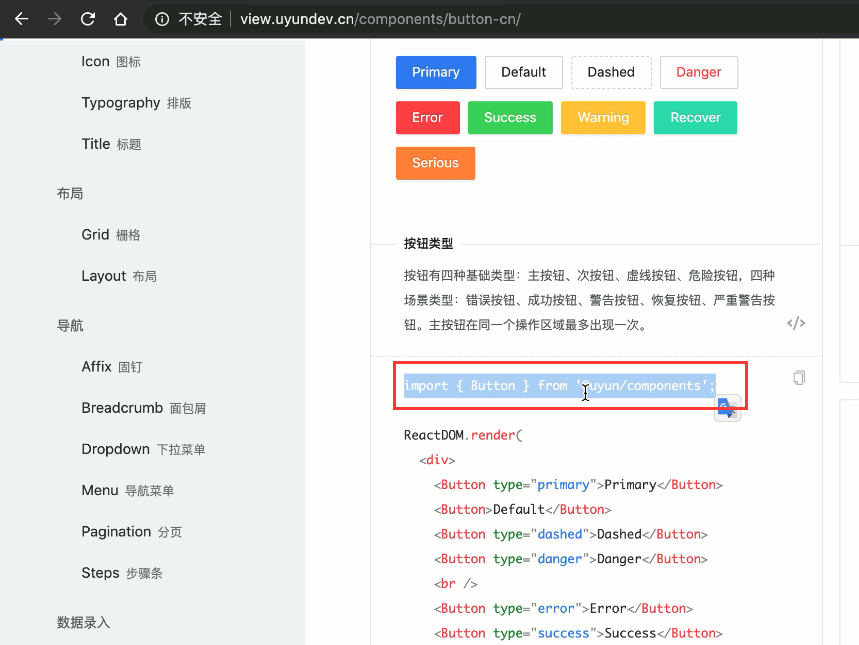 不安全 view.uyundev.cn/components/button-cn/
Icon 图标
Typography 排版
Title 标题
布局
Grid 栅格
Layout 布局
导航
Affix 固钉
Breadcrumb 面包屑
Dropdown 下拉菜单
Menu 导航菜单
Pagination 分页
Steps 步骤条
数据录入
Primary Default Dashed Danger
Error Success Warning Recover
Serious
按钮类型
按钮有四种基础类型：主按钮、次按钮、虚线按钮、危险按钮，四种
场景类型：错误按钮、成功按钮、警告按钮、恢复按钮、严重警告按
钮。主按钮在同一个操作区域最多出现一次。
import { Button } from '@uyun/components';
ReactDOM.render(
<div>
<Button type="primary">Primary</Button>
<Button>Default</Button>
<Button type="dashed">Dashed</Button>
<Button type="danger">Danger</Button>
<br />
<Button type="error">Error</Button>
<Button type="success">Success</Button>